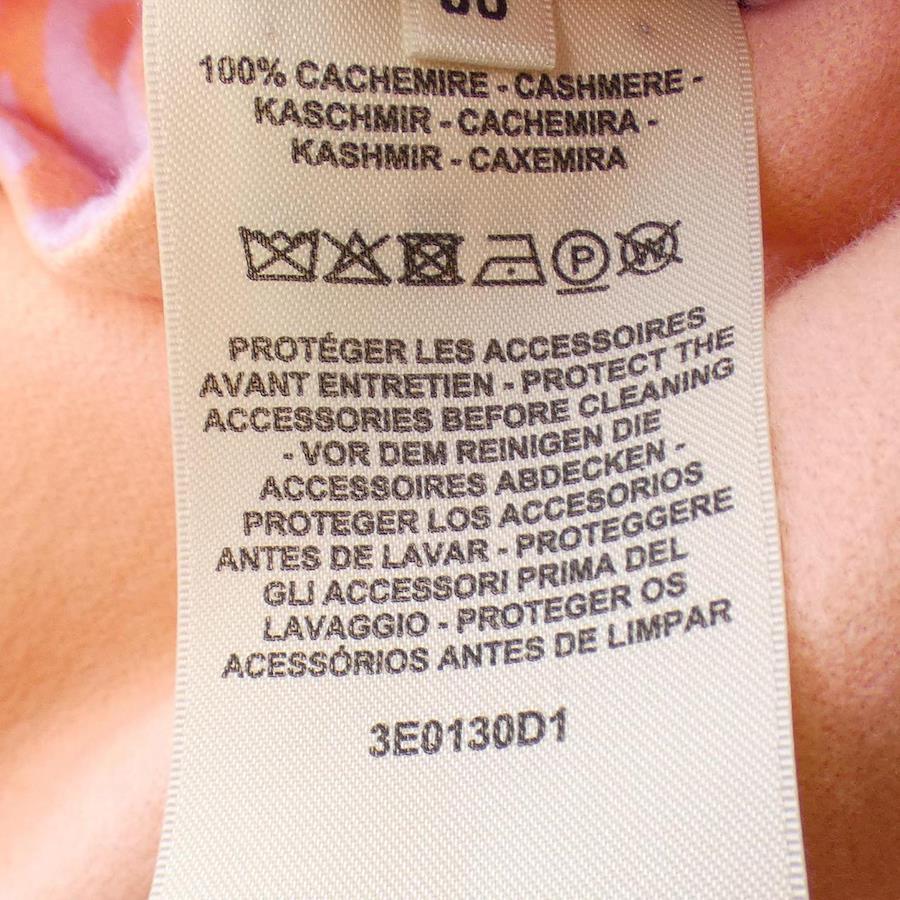 100% CACHEMIRE - CASHMERE -
KASCHMIR - CACHEMIRA -
KASHMIR - CAXEMIRA
P
W
PROTÉGER LES ACCESSOIRES
AVANT ENTRETIEN - PROTECT THE
ACCESSORIES BEFORE CLEANING
- VOR DEM REINIGEN DIE
ACCESSOIRES ABDECKEN -
PROTEGER LOS ACCESORIOS
ANTES DE LAVAR - PROTEGGERE
GLI ACCESSORI PRIMA DEL
LAVAGGIO - PROTEGER OS
ACESSÓRIOS ANTES DE LIMPAR
3E0130D1